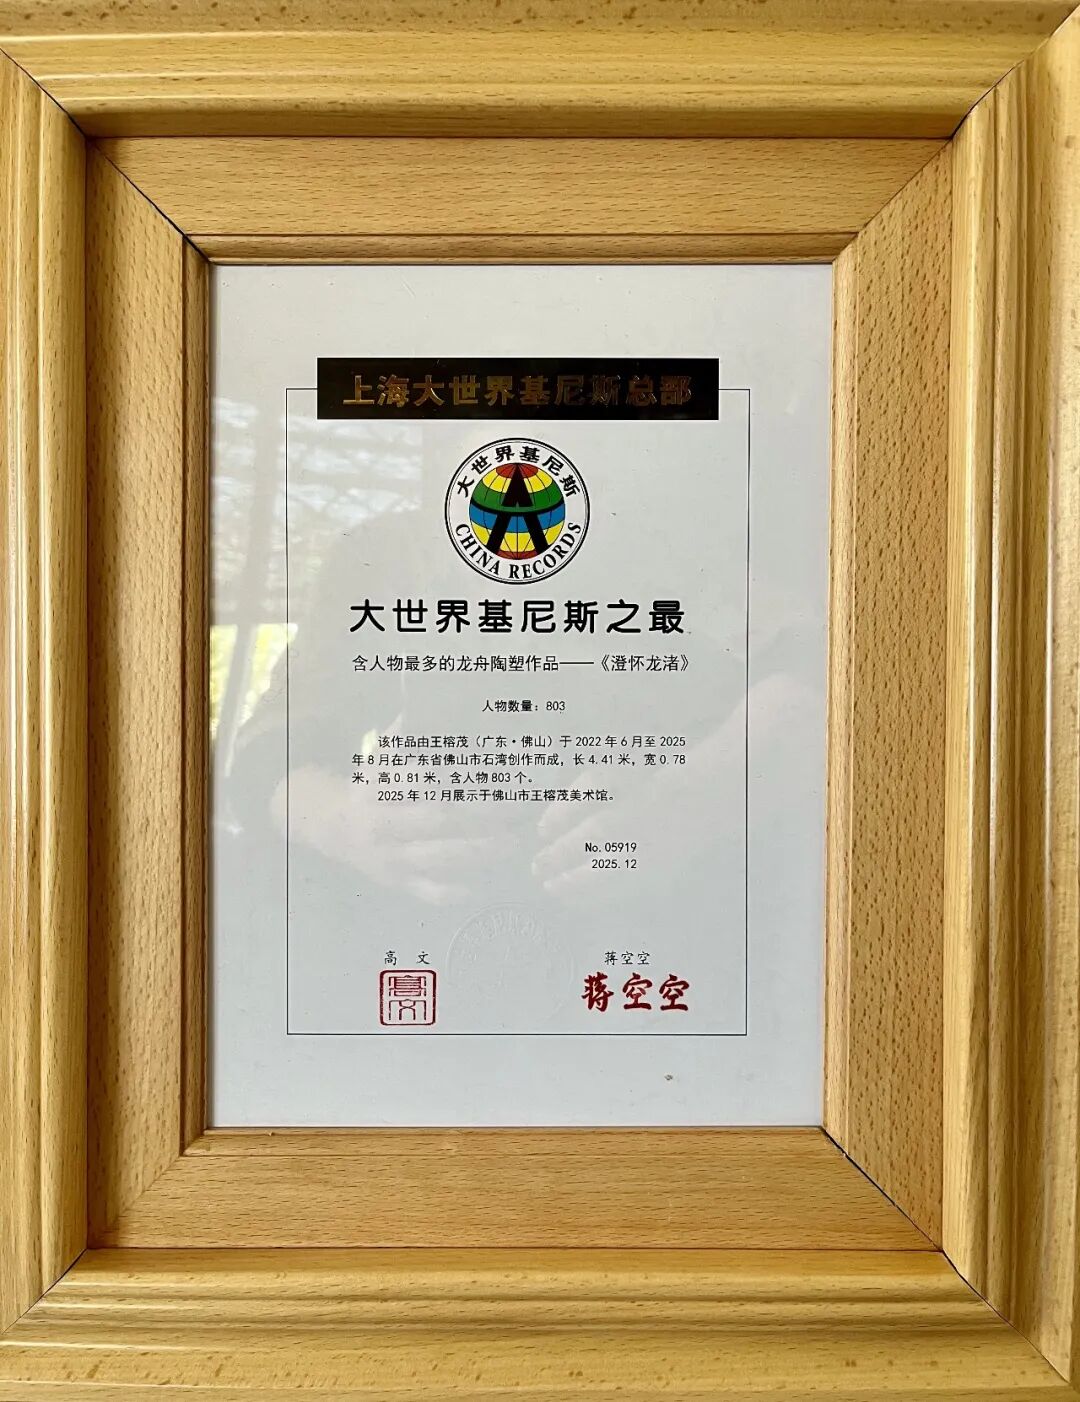 上海大世界基尼斯总部
大世界基尼斯
CHINA RECORDS
大世界基尼斯之最
含人物最多的龙舟陶塑作品——《澄怀龙渚》
人物数量：803
该作品由王榕茂（广东·佛山）于 2022 年 6 月至 2025
年 8 月在广东省佛山市石湾创作而成，长 4.41 米，宽 0.78
米，高 0.81 米，含人物 803 个。
2025 年 12 月展示于佛山市王榕茂美术馆。
No.05919
2025.12
高 文
蒋空空
高文
蒋空空